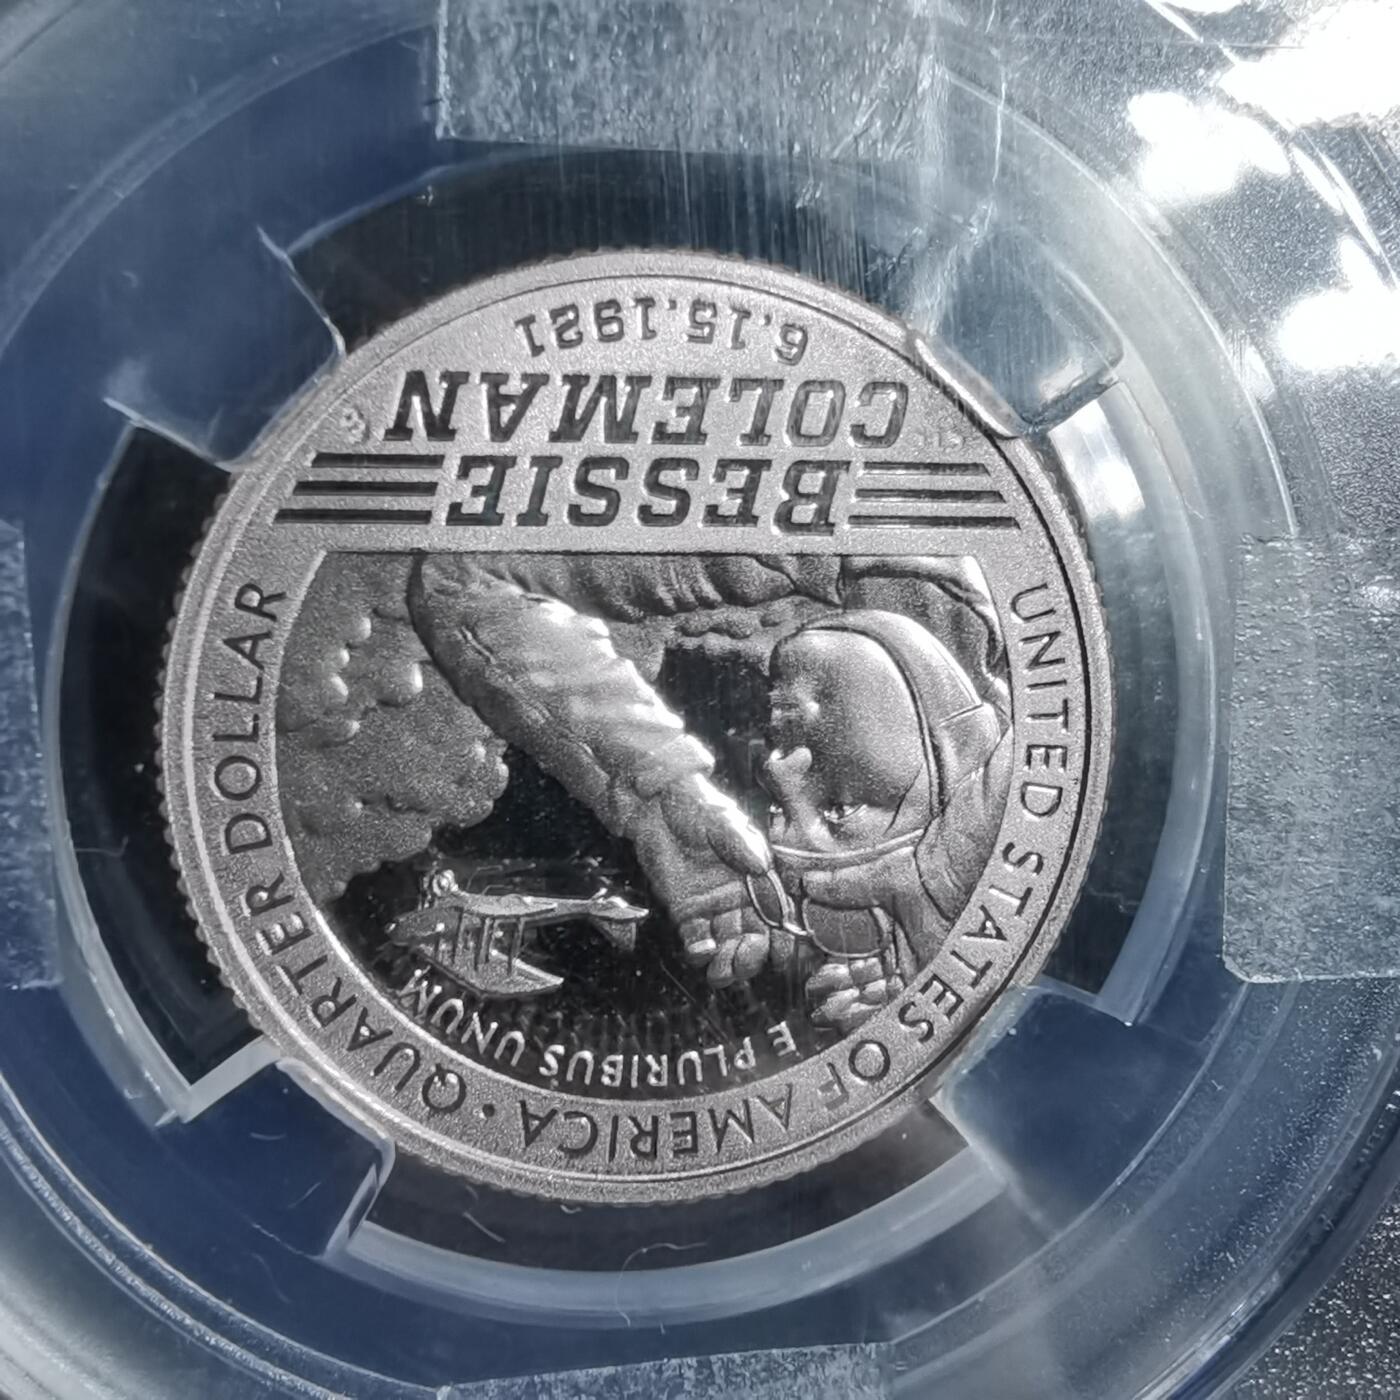 UNITED STATES OF AMERICA · QUARTER DOLLAR
E PLURIBUS UNUM
BESSIE
COLEMAN
6.15.1921